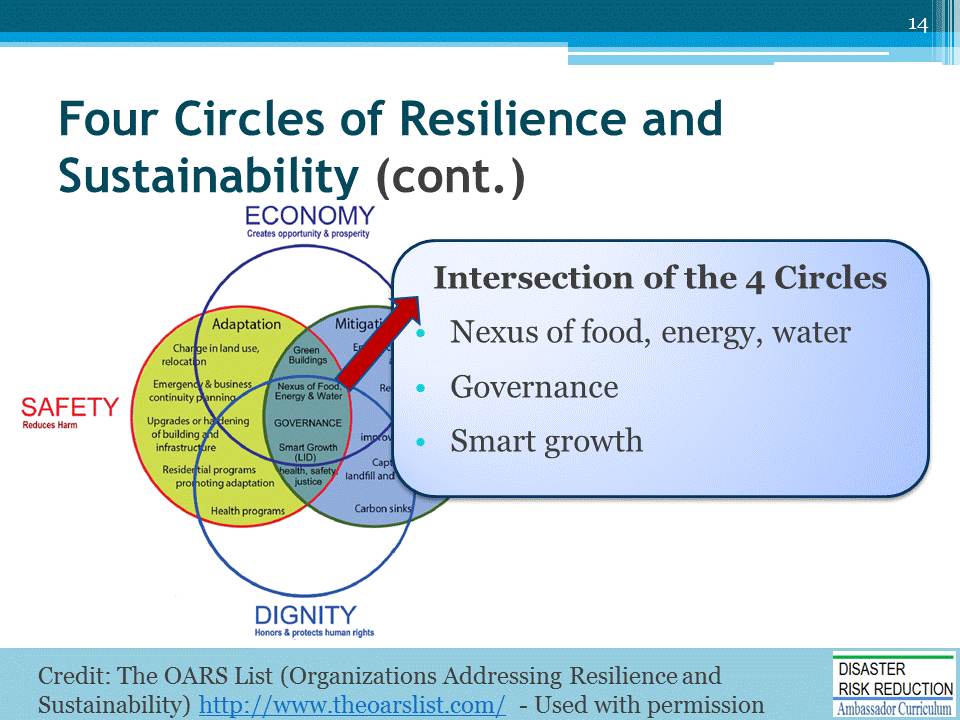 14
Four Circles of Resilience and
Sustainability (cont.)
ECONOMY
Creates opportunity & prosperity
Intersection of the 4 Circles
• Nexus of food, energy, water
• Governance
• Smart growth
Adaptation
Change in land use,
relocation
Emergency & business
continuity planning
Upgrades or hardening
of building and
infrastructure
Residential programs
promoting adaptation
Health programs
Green
Buildings
Nexus of Food,
Energy & Water
GOVERNANCE
Smart Growth
(LID)
health, safety,
justice
landfill and
Carbon sinks
SAFETY
Reduces Harm
DIGNITY
Honors & protects human rights
Credit: The OARS List (Organizations Addressing Resilience and
Sustainability) http://www.theoarslist.com/ - Used with permission
DISASTER
RISK REDUCTION
Ambassador Curriculum